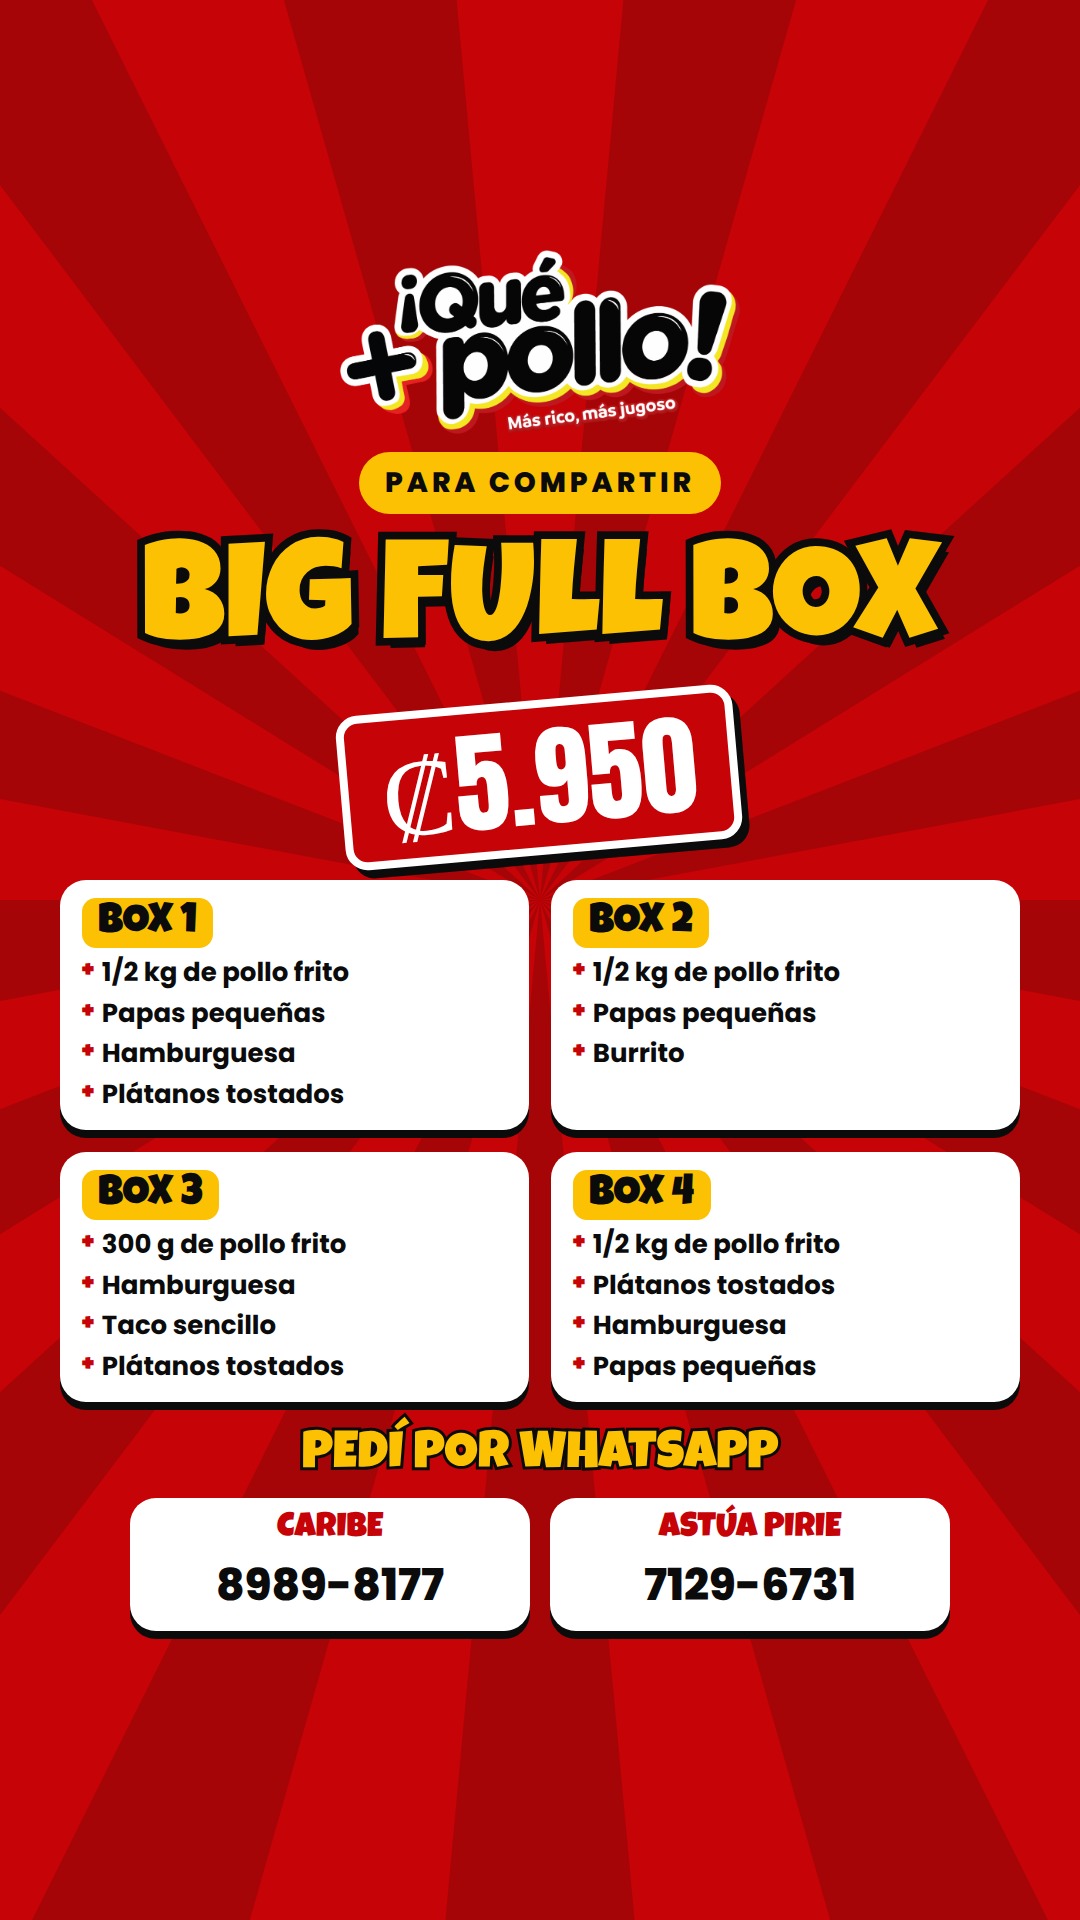 ¡Qué
+ pollo!
Más rico, más jugoso
PARA COMPARTIR
BIG FULL BOX
₡5.950
BOX 1
+ 1/2 kg de pollo frito
+ Papas pequeñas
+ Hamburguesa
+ Plátanos tostados
BOX 2
+ 1/2 kg de pollo frito
+ Papas pequeñas
+ Burrito
BOX 3
+ 300 g de pollo frito
+ Hamburguesa
+ Taco sencillo
+ Plátanos tostados
BOX 4
+ 1/2 kg de pollo frito
+ Plátanos tostados
+ Hamburguesa
+ Papas pequeñas
PEDÍ POR WHATSAPP
CARIBE
8989-8177
ASTÚA PIRIE
7129-6731